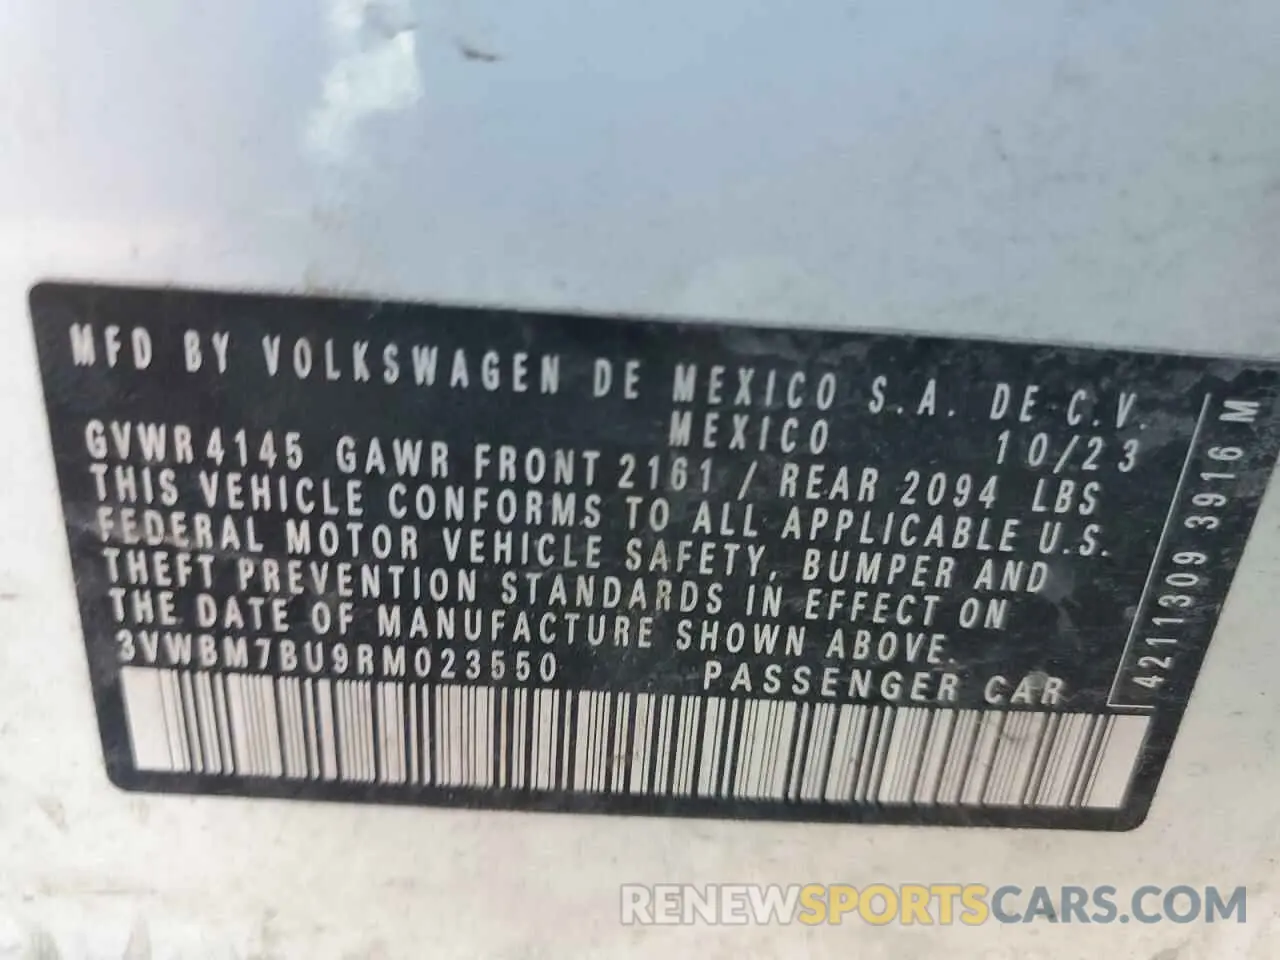 MFD BY VOLKSWAGEN DE MEXICO S.A. DE C.V.
MEXICO 10/23
GVWR 4145 GAWR FRONT 2161 / REAR 2094 LBS
THIS VEHICLE CONFORMS TO ALL APPLICABLE U.S.
FEDERAL MOTOR VEHICLE SAFETY, BUMPER AND
THEFT PREVENTION STANDARDS IN EFFECT ON
THE DATE OF MANUFACTURE SHOWN ABOVE.
3VWBM7BU9RM023550 PASSENGER CAR
4211309 3916 M
RENEWSPORTSCARS.COM